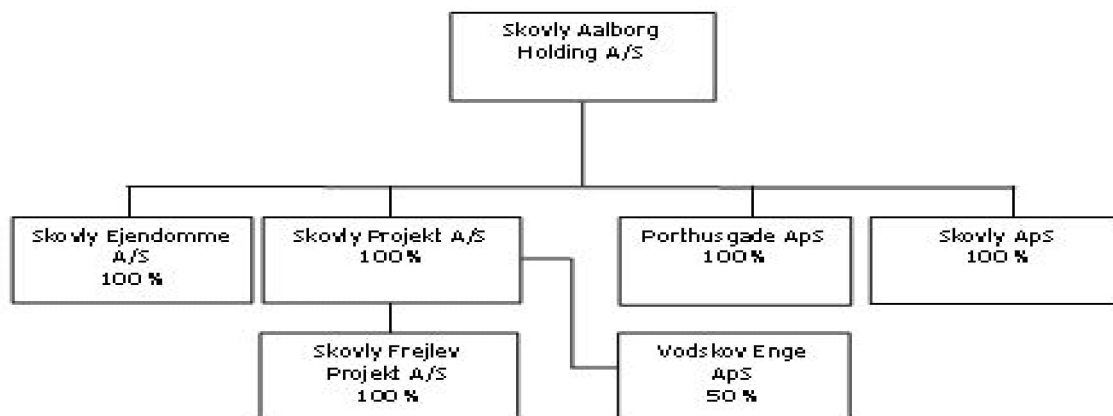 Skovly Aalborg
Holding A/S
Skovly Ejendomme
A/S
100 %
Skovly Projekt A/S
100 %
Porthusgade ApS
100 %
Skovly ApS
100 %
Skovly Frejlev
Projekt A/S
100 %
Vodskov Enge
ApS
50 %